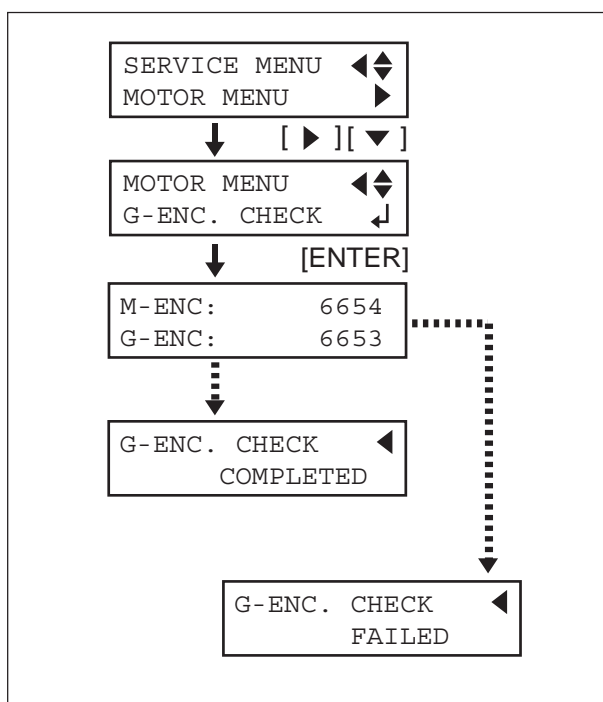 SERVICE MENU ◀▲▼
MOTOR MENU ▶
[ ▶ ][ ▼ ]
MOTOR MENU ◀▲▼
G-ENC. CHECK ↵
[ENTER]
M-ENC: 6654
G-ENC: 6653
G-ENC. CHECK ◀
COMPLETED
G-ENC. CHECK ◀
FAILED